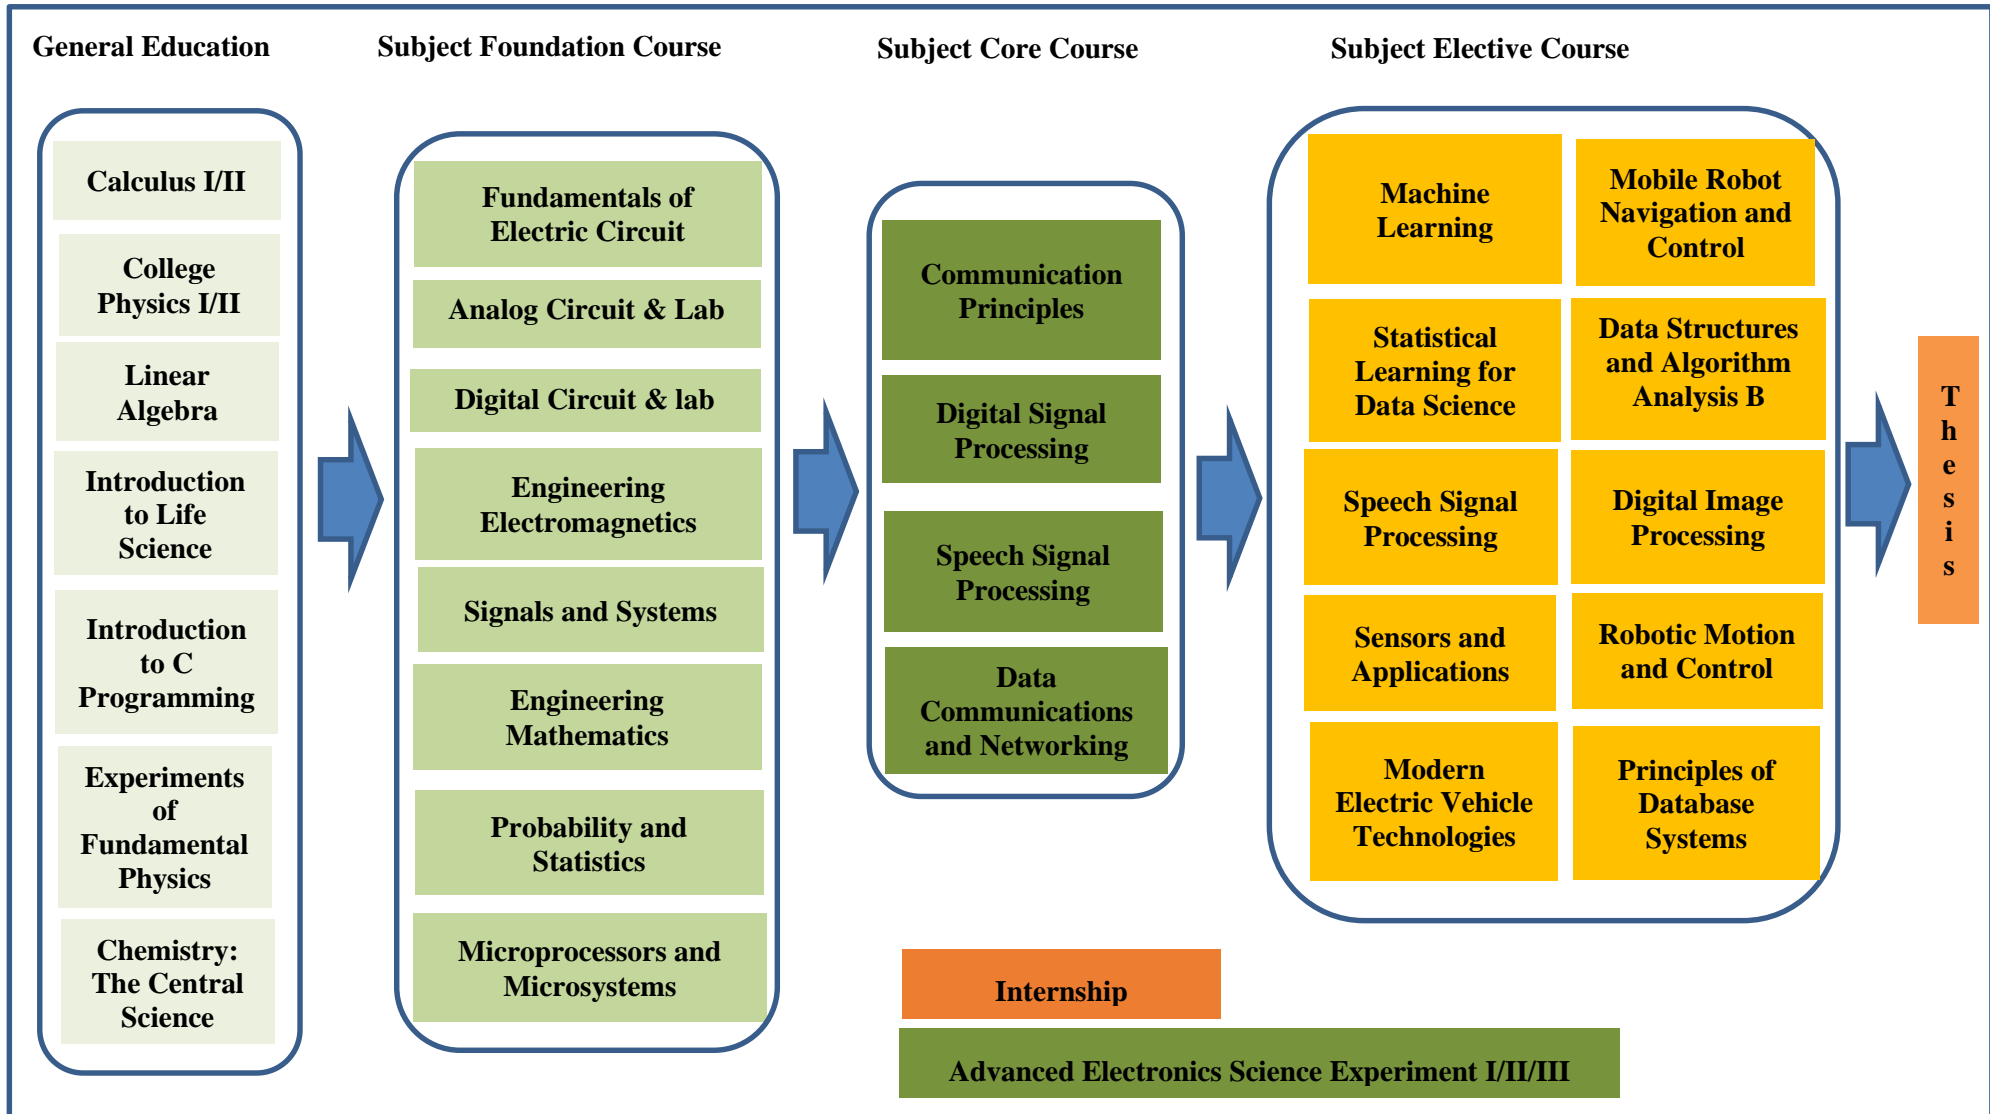 General Education
Subject Foundation Course
Subject Core Course
Subject Elective Course
Calculus I/II
College
Physics I/II
Linear
Algebra
Introduction
to Life
Science
Introduction
to C
Programming
Experiments
of
Fundamental
Physics
Chemistry:
The Central
Science
Fundamentals of
Electric Circuit
Analog Circuit & Lab
Digital Circuit & lab
Engineering
Electromagnetics
Signals and Systems
Engineering
Mathematics
Probability and
Statistics
Microprocessors and
Microsystems
Communication
Principles
Digital Signal
Processing
Speech Signal
Processing
Data
Communications
and Networking
Machine
Learning
Mobile Robot
Navigation and
Control
Statistical
Learning for
Data Science
Data Structures
and Algorithm
Analysis B
Speech Signal
Processing
Digital Image
Processing
Sensors and
Applications
Robotic Motion
and Control
Modern
Electric Vehicle
Technologies
Principles of
Database
Systems
Thesis
Internship
Advanced Electronics Science Experiment I/II/III